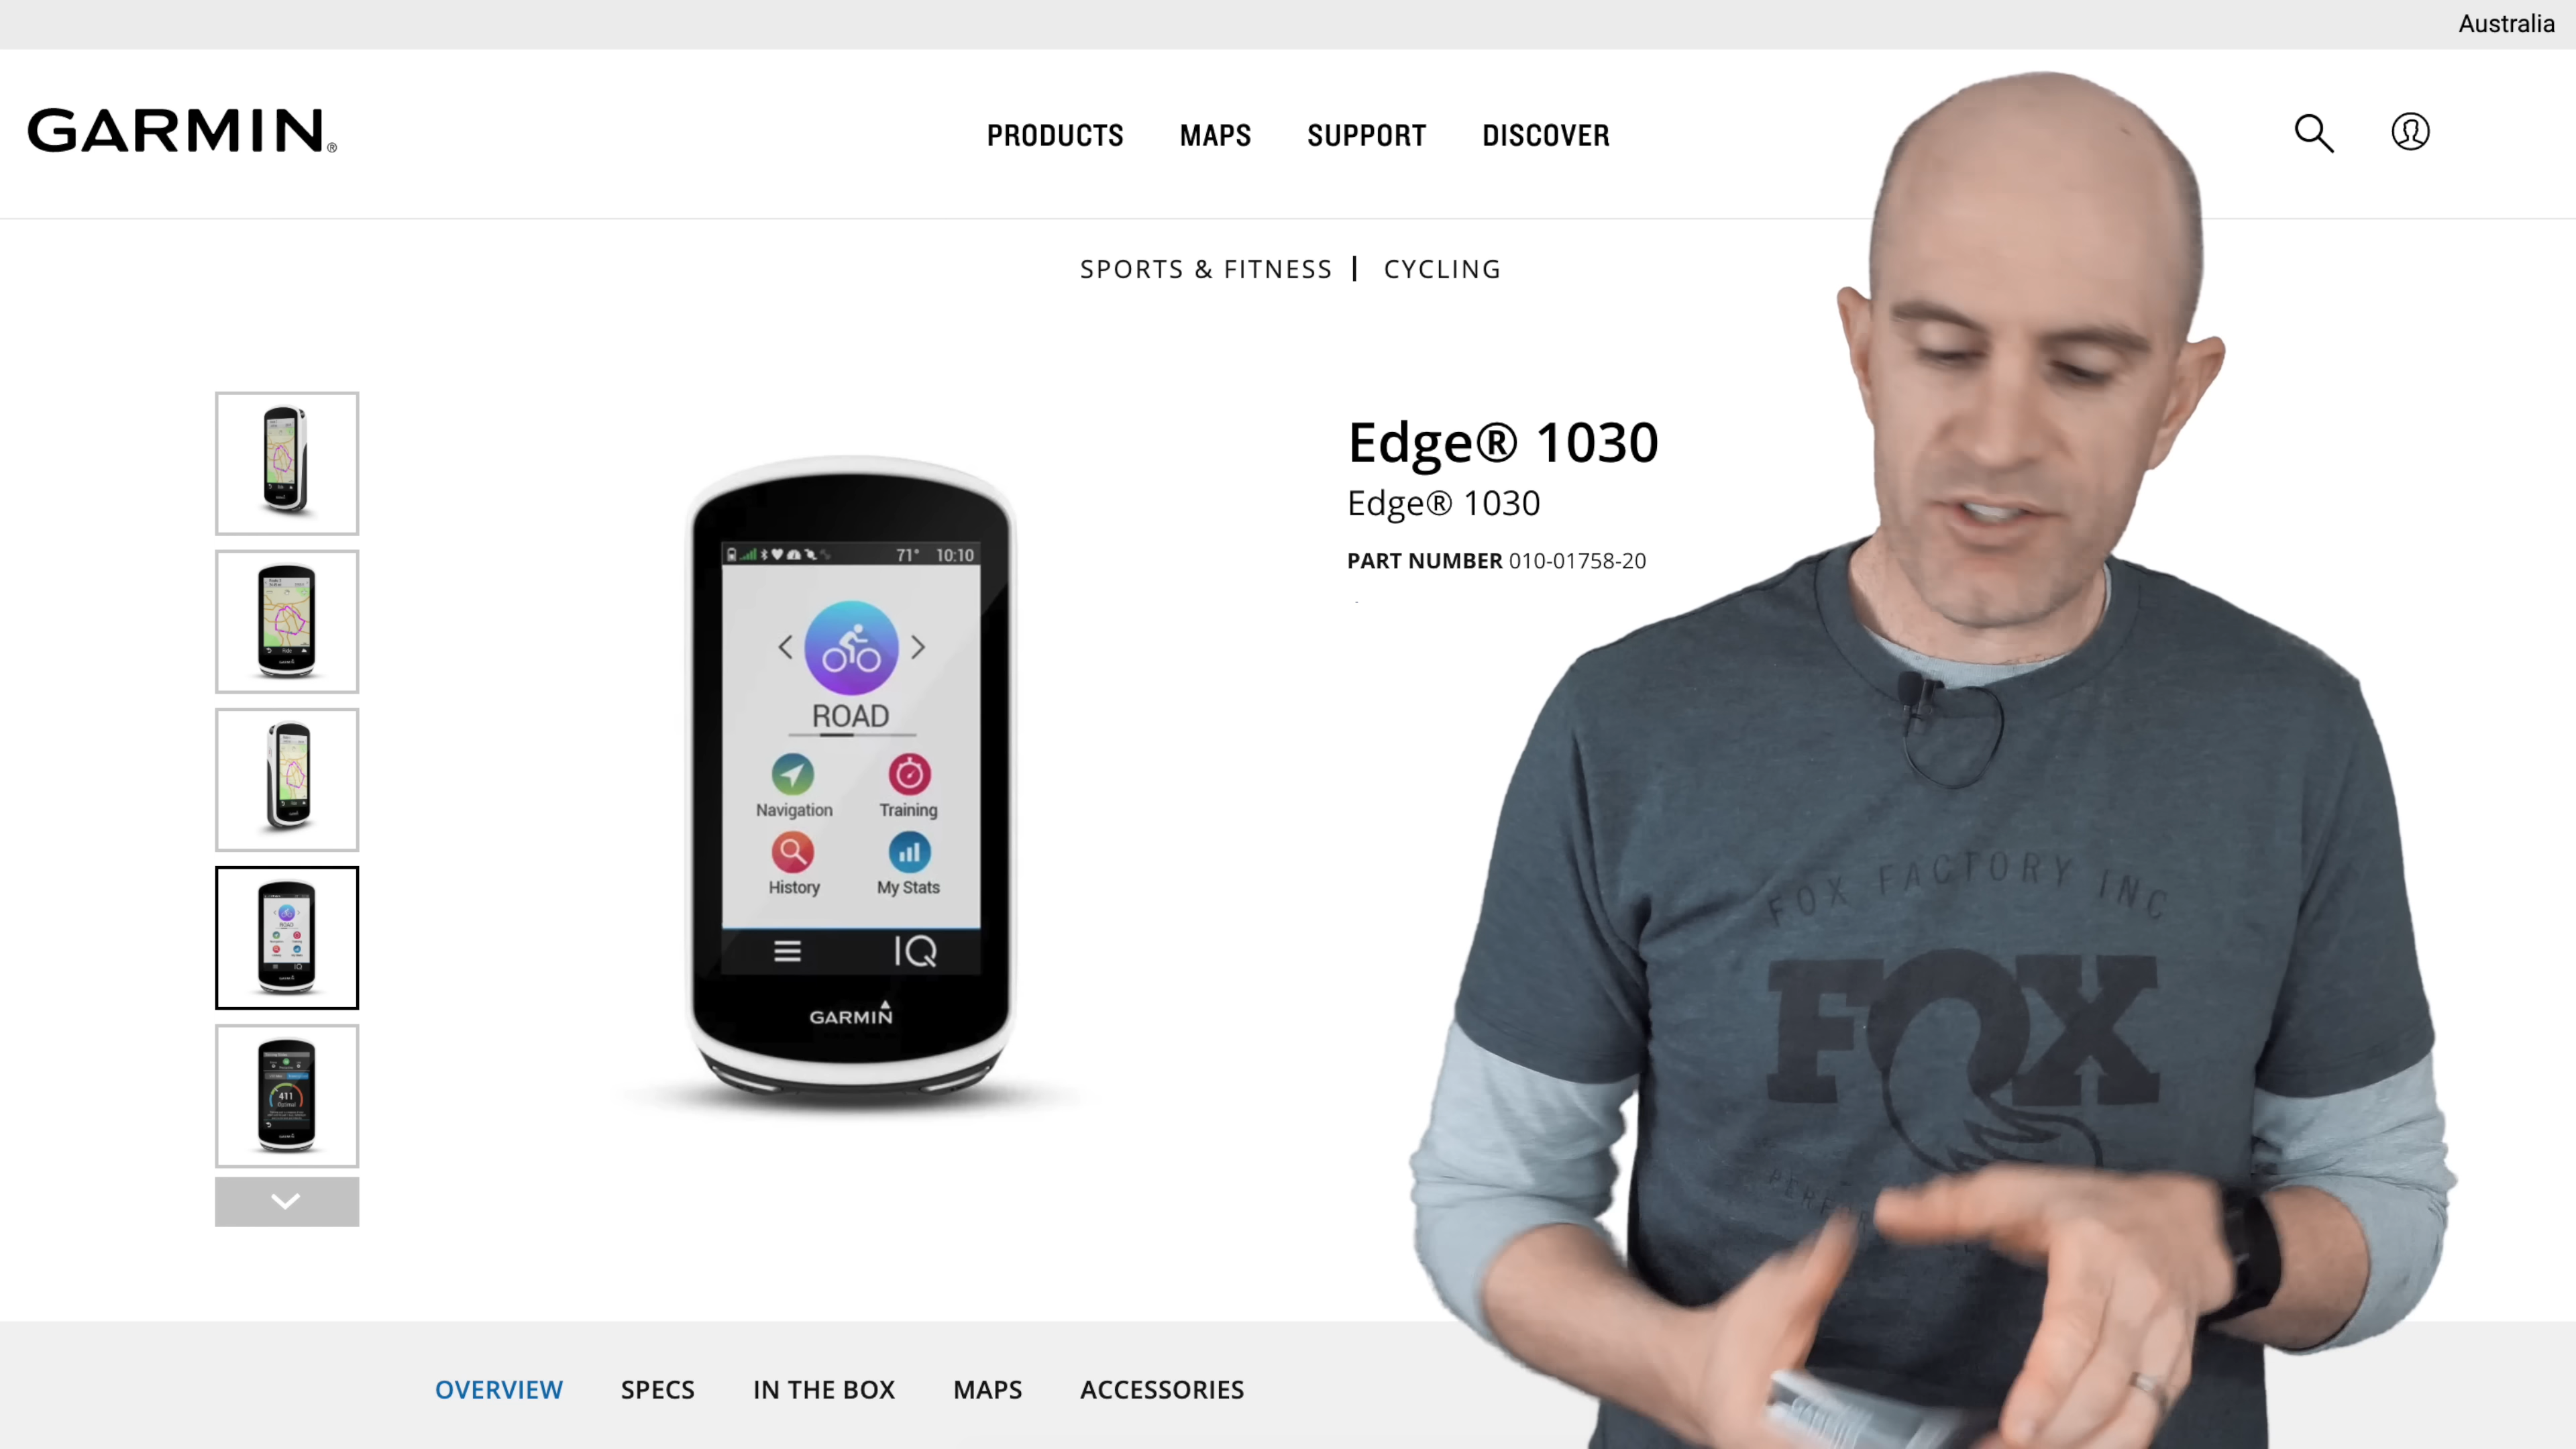 Australia
GARMIN®
PRODUCTS MAPS SUPPORT DISCOVER
SPORTS & FITNESS | CYCLING
Edge® 1030
Edge® 1030
PART NUMBER 010-01758-20
71° 10:10
ROAD
Navigation Training
History My Stats
IQ
GARMIN
411
FOX FACTORY INC
FOX
OVERVIEW SPECS IN THE BOX MAPS ACCESSORIES